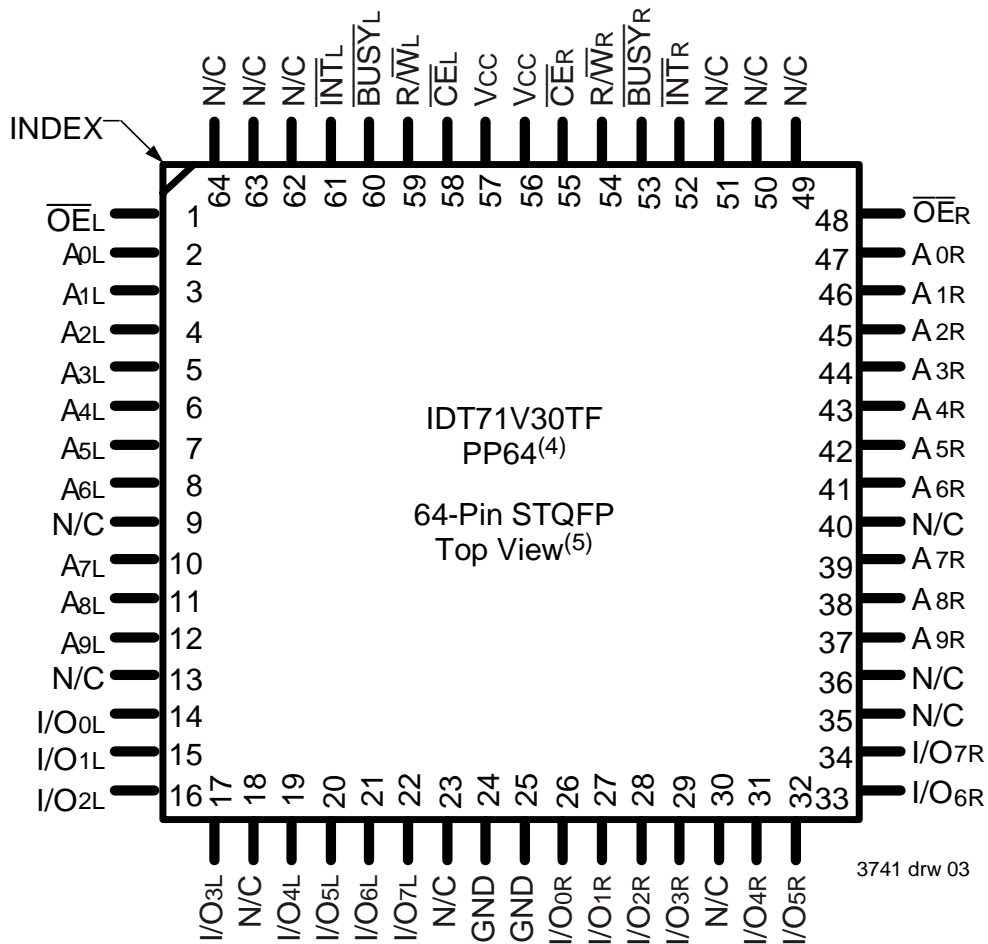 N/C
N/C
N/C
INTL
BUSYL
R/WL
CEL
VCC
VCC
CER
R/WR
BUSYR
INTR
N/C
N/C
N/C
INDEX
64
63
62
61
60
59
58
57
56
55
54
53
52
51
50
49
OEL 1
A0L 2
A1L 3
A2L 4
A3L 5
A4L 6
A5L 7
A6L 8
N/C 9
A7L 10
A8L 11
A9L 12
N/C 13
I/O0L 14
I/O1L 15
I/O2L 16
IDT71V30TF
PP64(4)
64-Pin STQFP
Top View(5)
48 OER
47 A0R
46 A1R
45 A2R
44 A3R
43 A4R
42 A5R
41 A6R
40 N/C
39 A7R
38 A8R
37 A9R
36 N/C
35 N/C
34 I/O7R
33 I/O6R
17
18
19
20
21
22
23
24
25
26
27
28
29
30
31
32
I/O3L
N/C
I/O4L
I/O5L
I/O6L
I/O7L
N/C
GND
GND
I/O0R
I/O1R
I/O2R
I/O3R
N/C
I/O4R
I/O5R
3741 drw 03